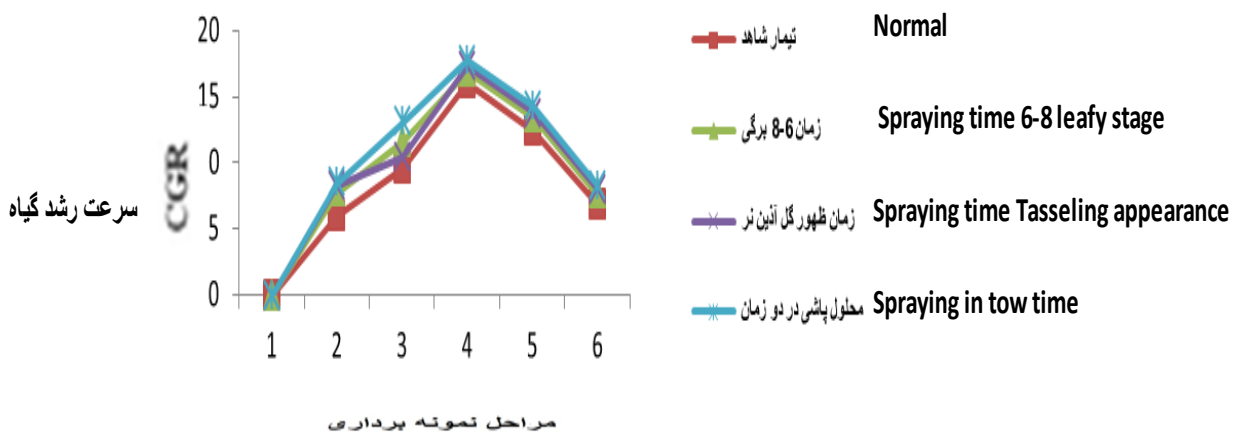 سرعت رشد گیاه
CGR
20
15
0
5
0
1 2 3 4 5 6
مراحل نمونه برداری
تیمار شاهد Normal
زمان 6-8 برگی Spraying time 6-8 leafy stage
زمان ظهور گل آذین نر Spraying time Tasseling appearance
محلول پاشی در دو زمان Spraying in tow time